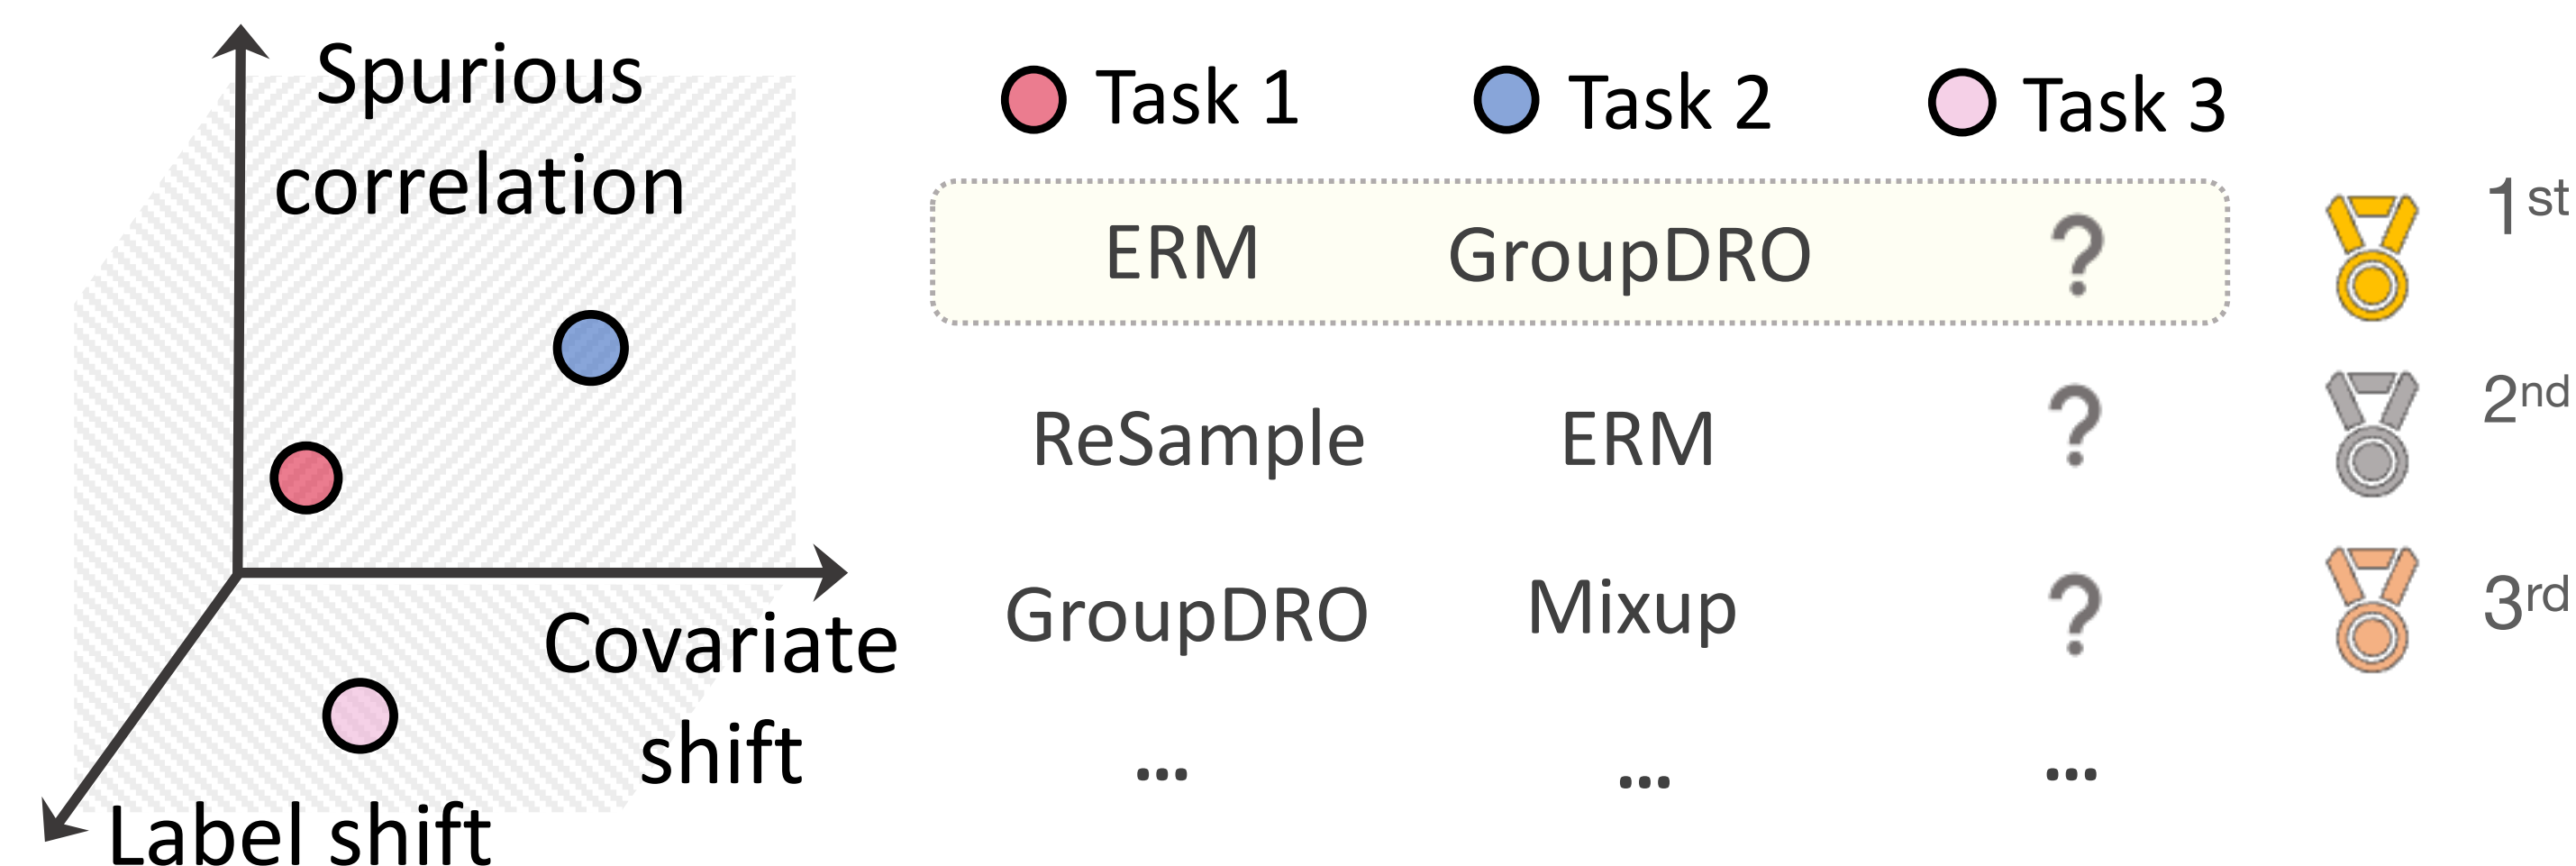 Spurious
correlation
Covariate
shift
Label shift
Task 1 Task 2 Task 3
ERM GroupDRO ? 1st
ReSample ERM ? 2nd
GroupDRO Mixup ? 3rd
... ... ...